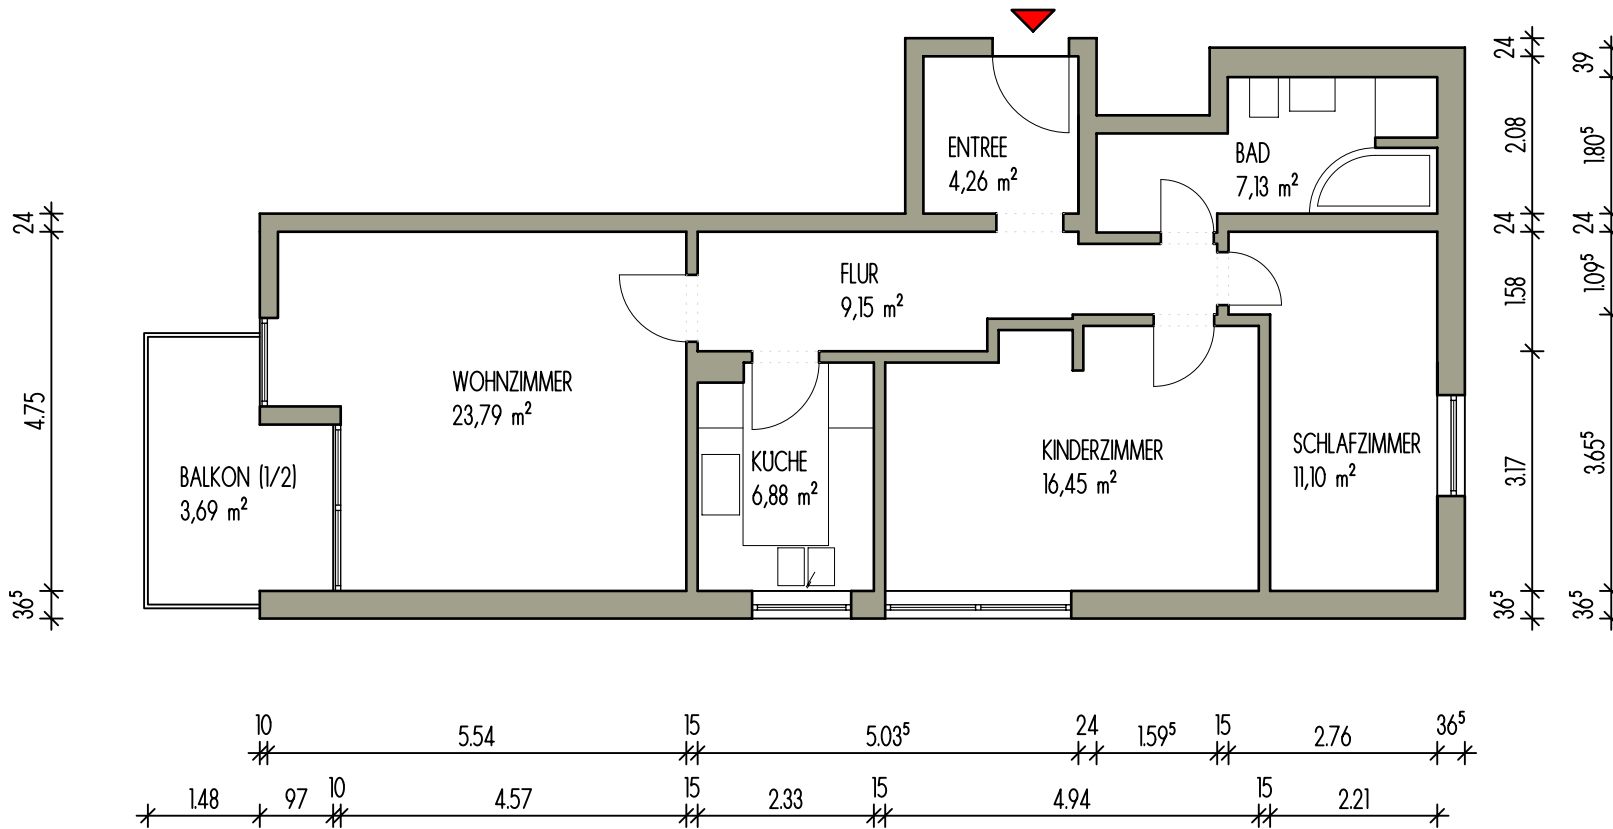 ENTREE
4,26 m²
BAD
7,13 m²
FLUR
9,15 m²
WOHNZIMMER
23,79 m²
KÜCHE
6,88 m²
KINDERZIMMER
16,45 m²
SCHLAFZIMMER
11,10 m²
BALKON (1/2)
3,69 m²
24
4.75
36⁵
24
2.08
24
1.58
3.17
36⁵
39
1.80⁵
24
1.09⁵
3.65⁵
36⁵
10
5.54
15
5.03⁵
24
1.59⁵
15
2.76
36⁵
1.48
97
10
4.57
15
2.33
15
4.94
15
2.21